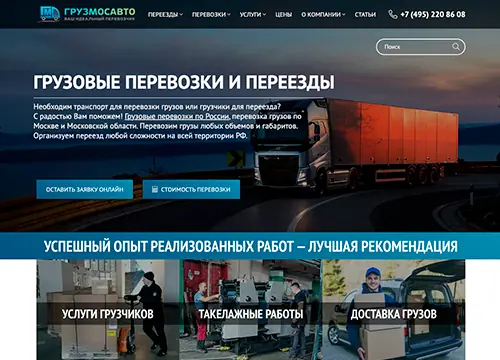 ГРУЗМОСАВТО
ВАШ ИДЕАЛЬНЫЙ ПЕРЕВОЗЧИК
ПЕРЕЕЗДЫ ПЕРЕВОЗКИ УСЛУГИ ЦЕНЫ О КОМПАНИИ СТАТЬИ
+7 (495) 220 86 08
Поиск
ГРУЗОВЫЕ ПЕРЕВОЗКИ И ПЕРЕЕЗДЫ
Необходим транспорт для перевозки грузов или грузчики для переезда?
С радостью Вам поможем! Грузовые перевозки по России, перевозка грузов по
Москве и Московской области. Перевозим грузы любых объемов и габаритов.
Организуем переезд любой сложности на всей территории РФ.
ОСТАВИТЬ ЗАЯВКУ ОНЛАЙН
СТОИМОСТЬ ПЕРЕВОЗКИ
УСПЕШНЫЙ ОПЫТ РЕАЛИЗОВАННЫХ РАБОТ — ЛУЧШАЯ РЕКОМЕНДАЦИЯ
УСЛУГИ ГРУЗЧИКОВ
ТАКЕЛАЖНЫЕ РАБОТЫ
ДОСТАВКА ГРУЗОВ